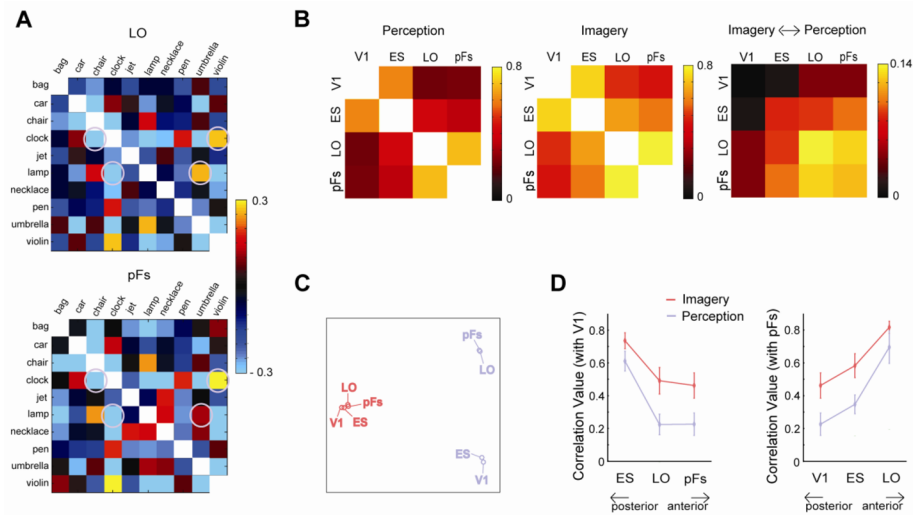 A
LO
bag car chair clock jet lamp necklace pen umbrella violin
bag
car
chair
clock
jet
lamp
necklace
pen
umbrella
violin
0.3
- 0.3
pFs
bag car chair clock jet lamp necklace pen umbrella violin
bag
car
chair
clock
jet
lamp
necklace
pen
umbrella
violin
B
Perception
V1 ES LO pFs
V1
ES
LO
pFs
0.8
0
Imagery
V1 ES LO pFs
V1
ES
LO
pFs
0.8
0
Imagery ⟷ Perception
V1 ES LO pFs
V1
ES
LO
pFs
0.14
0
C
pFs
LO
LO
pFs
V1 ES
ES
V1
D
Imagery
Perception
Correlation Value (with V1)
0.8
0.6
0.4
0.2
0
ES LO pFs
posterior anterior
Correlation Value (with pFs)
0.8
0.6
0.4
0.2
0
V1 ES LO
posterior anterior